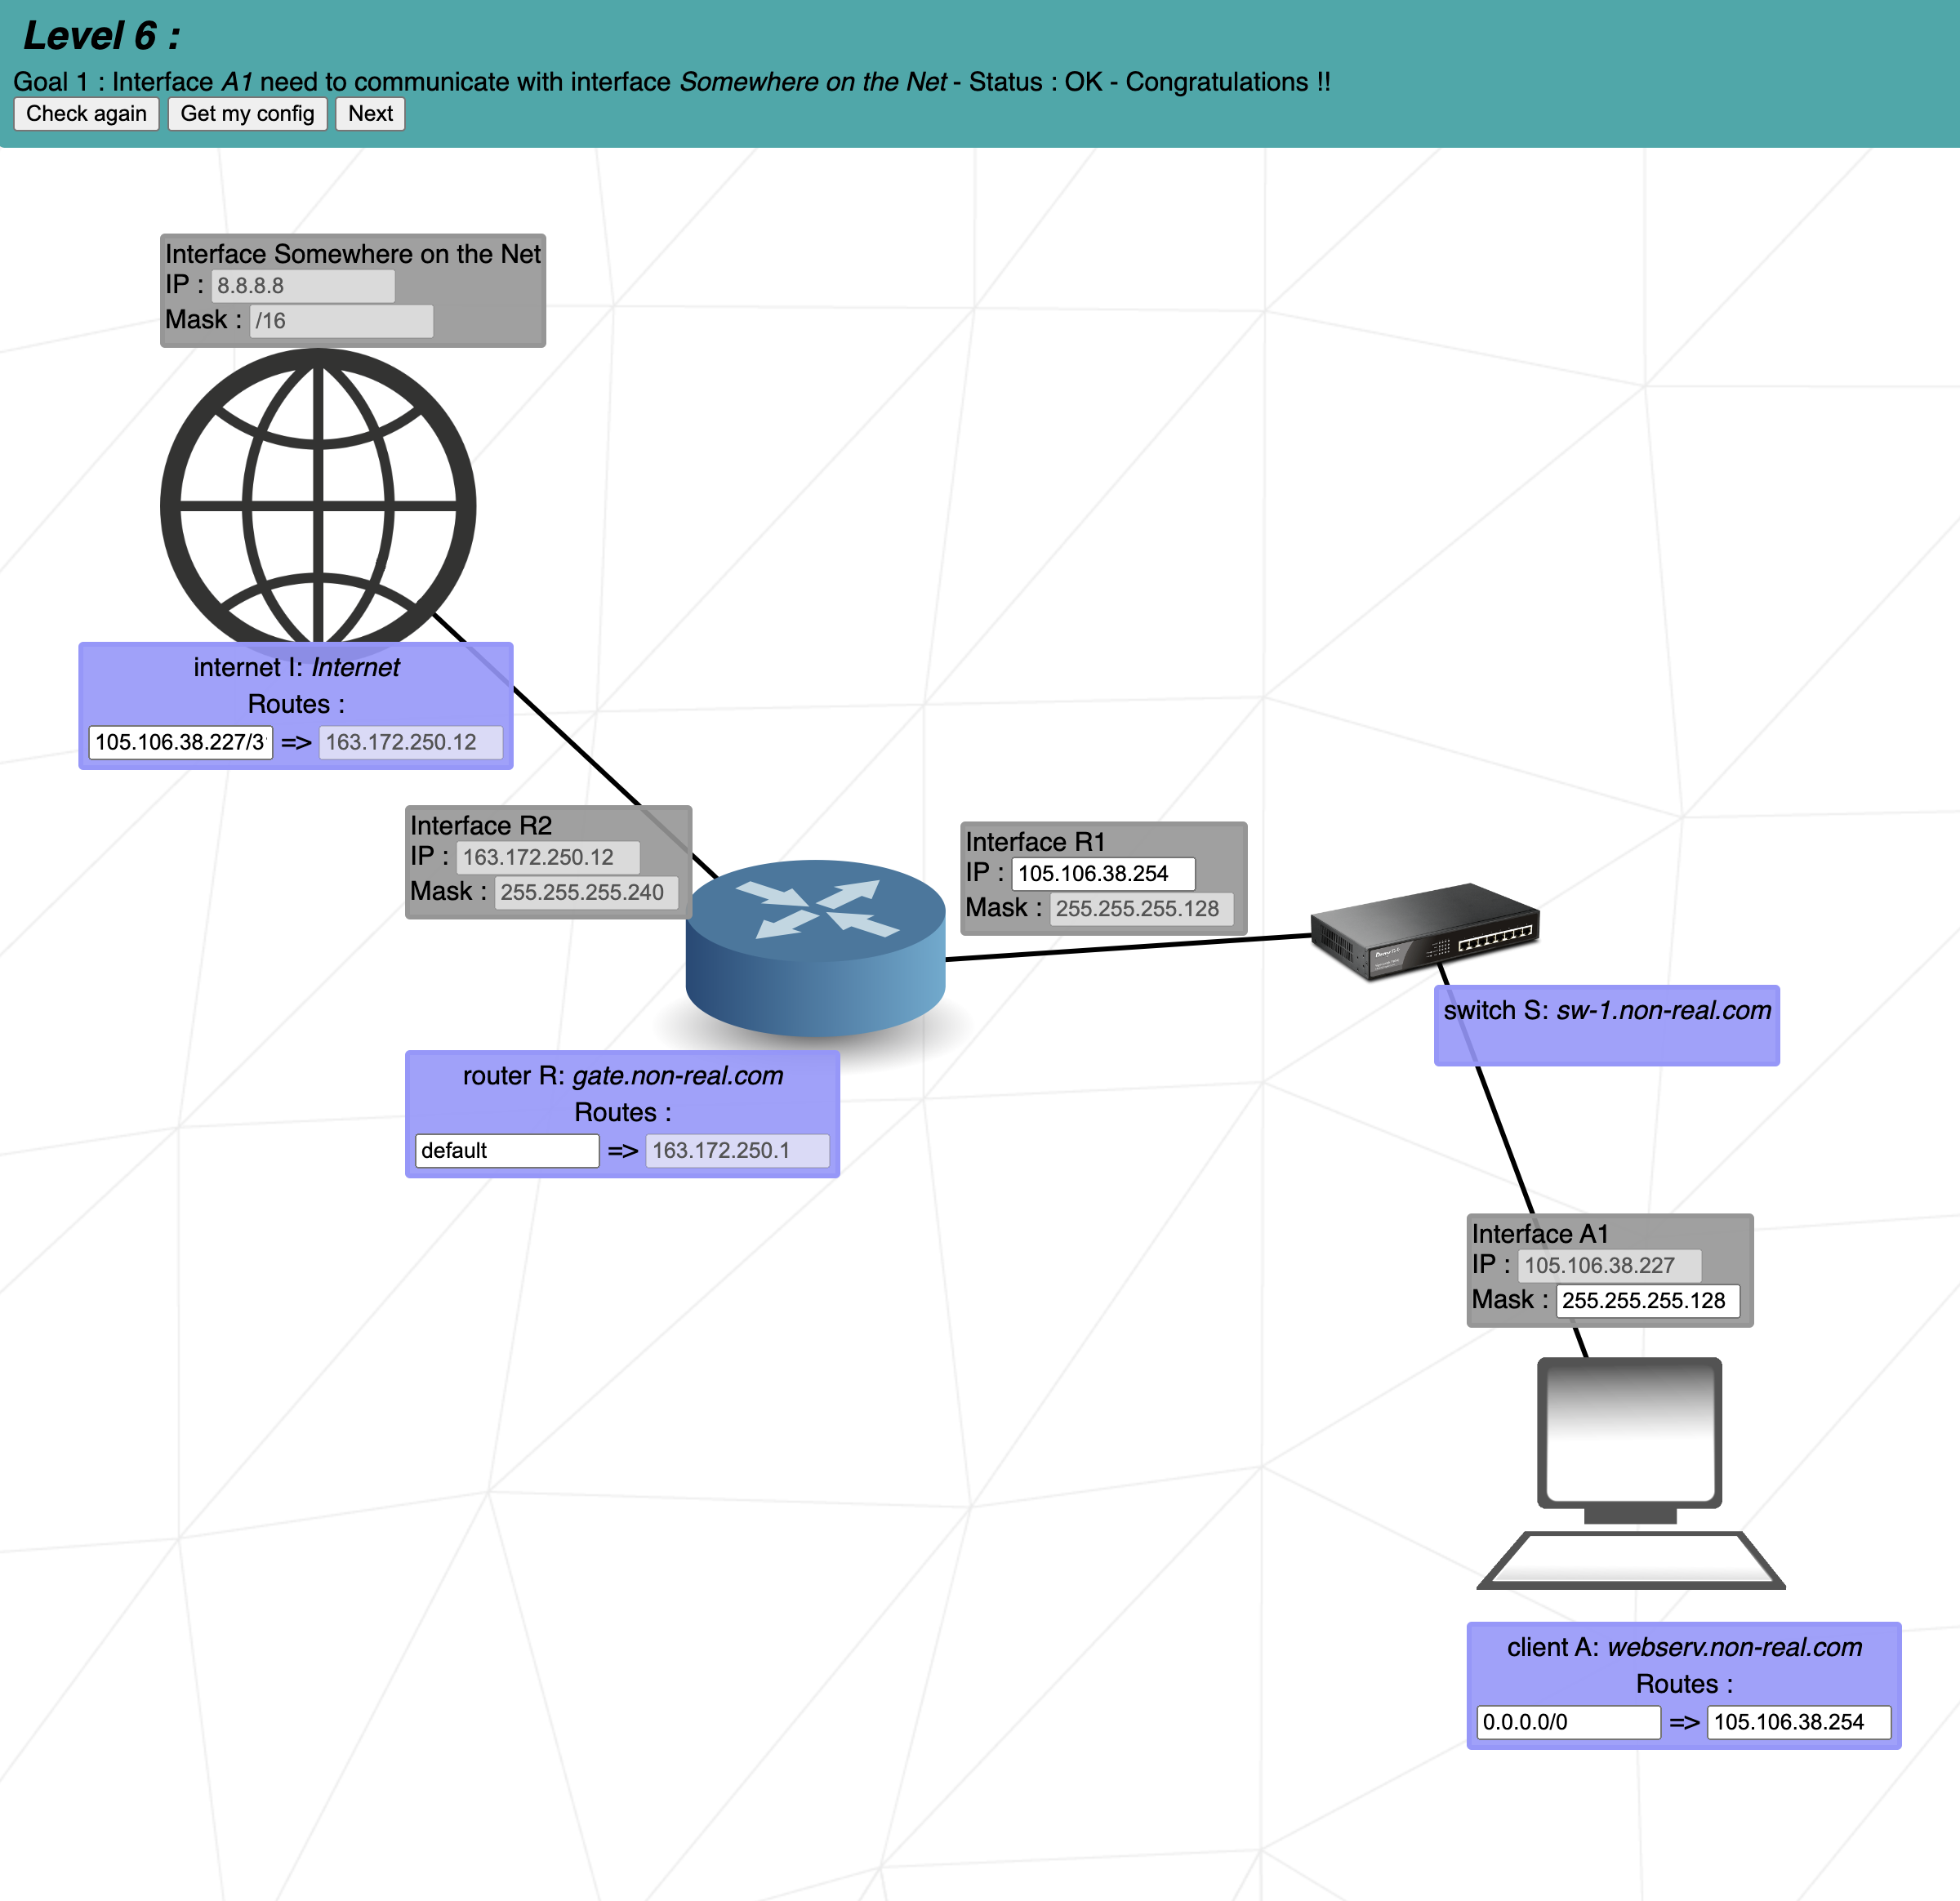 Level 6 :
Goal 1 : Interface A1 need to communicate with interface Somewhere on the Net - Status : OK - Congratulations !!
Check again Get my config Next
Interface Somewhere on the Net
IP : 8.8.8.8
Mask : /16
internet I: Internet
Routes :
105.106.38.227/3 => 163.172.250.12
Interface R2
IP : 163.172.250.12
Mask : 255.255.255.240
Interface R1
IP : 105.106.38.254
Mask : 255.255.255.128
switch S: sw-1.non-real.com
router R: gate.non-real.com
Routes :
default => 163.172.250.1
Interface A1
IP : 105.106.38.227
Mask : 255.255.255.128
client A: webserv.non-real.com
Routes :
0.0.0.0/0 => 105.106.38.254